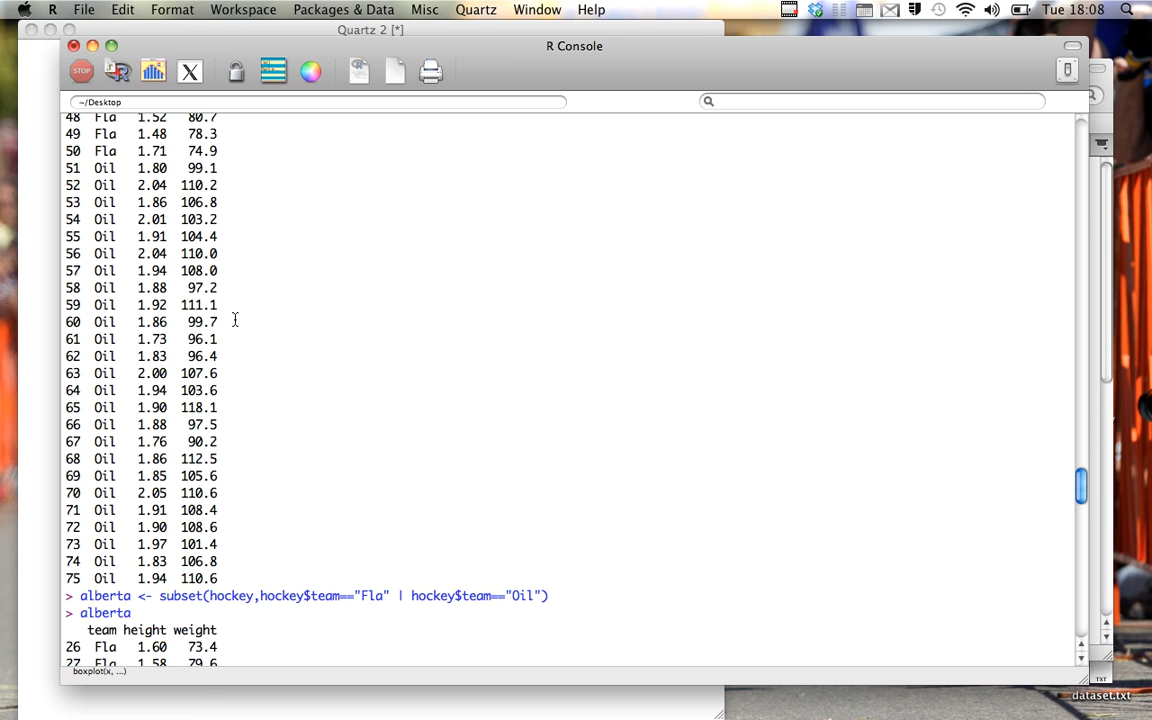 R File Edit Format Workspace Packages & Data Misc Quartz Window Help Tue 18:08
Quartz 2 [*]
R Console
STOP
~/Desktop
48 Fla 1.52 80.7
49 Fla 1.48 78.3
50 Fla 1.71 74.9
51 Oil 1.80 99.1
52 Oil 2.04 110.2
53 Oil 1.86 106.8
54 Oil 2.01 103.2
55 Oil 1.91 104.4
56 Oil 2.04 110.0
57 Oil 1.94 108.0
58 Oil 1.88 97.2
59 Oil 1.92 111.1
60 Oil 1.86 99.7
61 Oil 1.73 96.1
62 Oil 1.83 96.4
63 Oil 2.00 107.6
64 Oil 1.94 103.6
65 Oil 1.90 118.1
66 Oil 1.88 97.5
67 Oil 1.76 90.2
68 Oil 1.86 112.5
69 Oil 1.85 105.6
70 Oil 2.05 110.6
71 Oil 1.91 108.4
72 Oil 1.90 108.6
73 Oil 1.97 101.4
74 Oil 1.83 106.8
75 Oil 1.94 110.6
> alberta <- subset(hockey,hockey$team=="Fla" | hockey$team=="Oil")
> alberta
team height weight
26 Fla 1.60 73.4
27 Fla 1.58 79.6
boxplot(x, ...)
TXT
dataset.txt